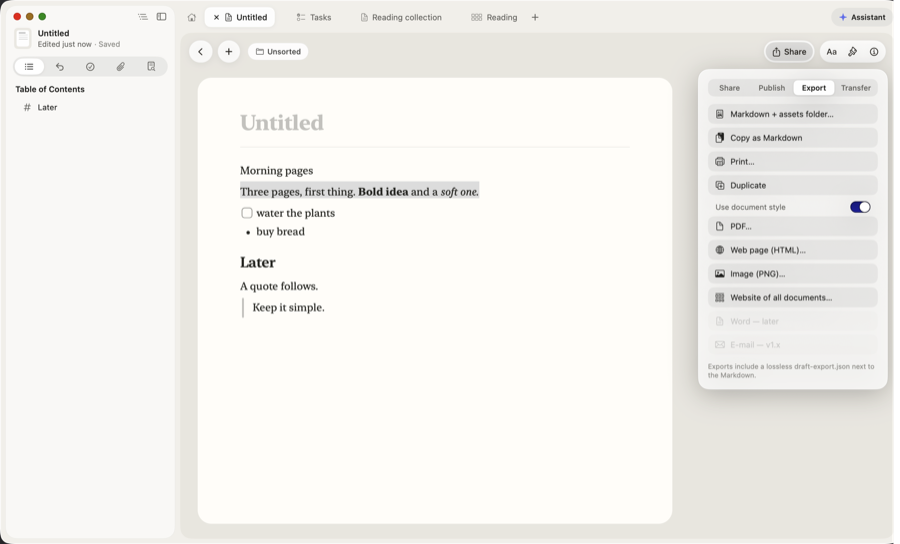 Untitled
Edited just now · Saved
Table of Contents
# Later
Untitled
Tasks
Reading collection
Reading
Assistant
Unsorted
Share
Aa
Untitled
Morning pages
Three pages, first thing. Bold idea and a soft one.
water the plants
• buy bread
Later
A quote follows.
Keep it simple.
Share
Publish
Export
Transfer
Markdown + assets folder...
Copy as Markdown
Print...
Duplicate
Use document style
PDF...
Web page (HTML)...
Image (PNG)...
Website of all documents...
Word — later
E-mail — v1.x
Exports include a lossless draft-export.json next to
the Markdown.